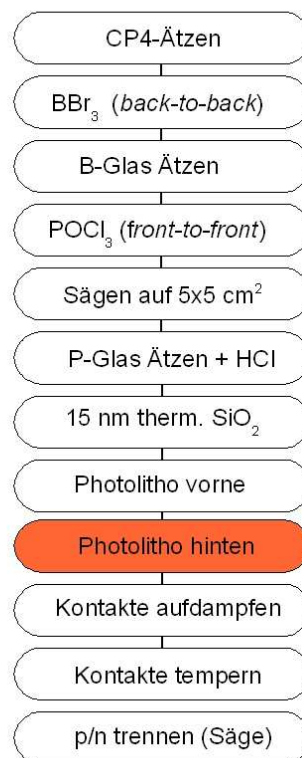 CP4-Ätzen
BBr₃ (back-to-back)
B-Glas Ätzen
POCl₃ (front-to-front)
Sägen auf 5x5 cm²
P-Glas Ätzen + HCl
15 nm therm. SiO₂
Photolitho vorne
Photolitho hinten
Kontakte aufdampfen
Kontakte tempern
p/n trennen (Säge)